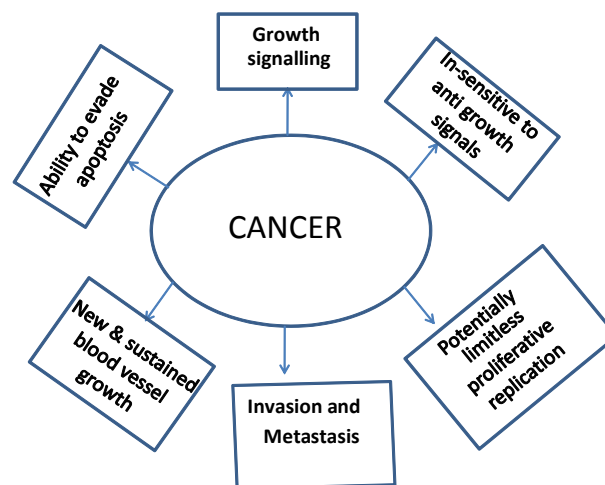 Growth
signalling
In-sensitive to
anti growth
signals
Ability to evade
apoptosis
CANCER
New & sustained
blood vessel
growth
Potentially
limitless
proliferative
replication
Invasion and
Metastasis